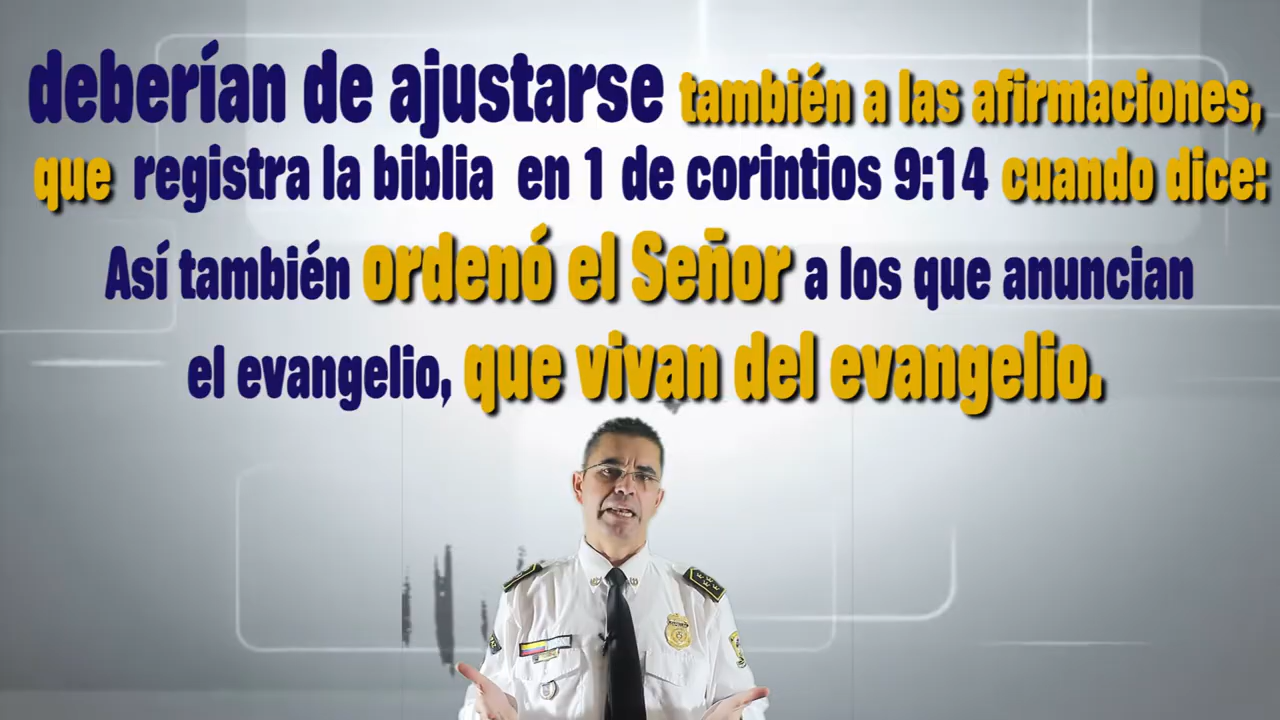 deberían de ajustarse también a las afirmaciones,
que registra la biblia en 1 de corintios 9:14 cuando dice:
Así también ordenó el Señor a los que anuncian
el evangelio, que vivan del evangelio.